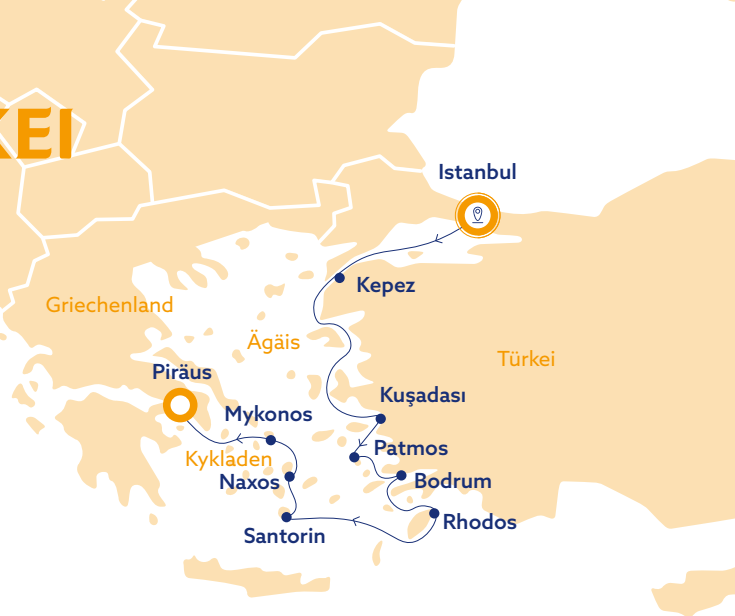 KEI
Istanbul
Kepez
Griechenland
Ägäis
Türkei
Piräus
Kuşadası
Mykonos
Patmos
Kykladen
Naxos
Bodrum
Rhodos
Santorin